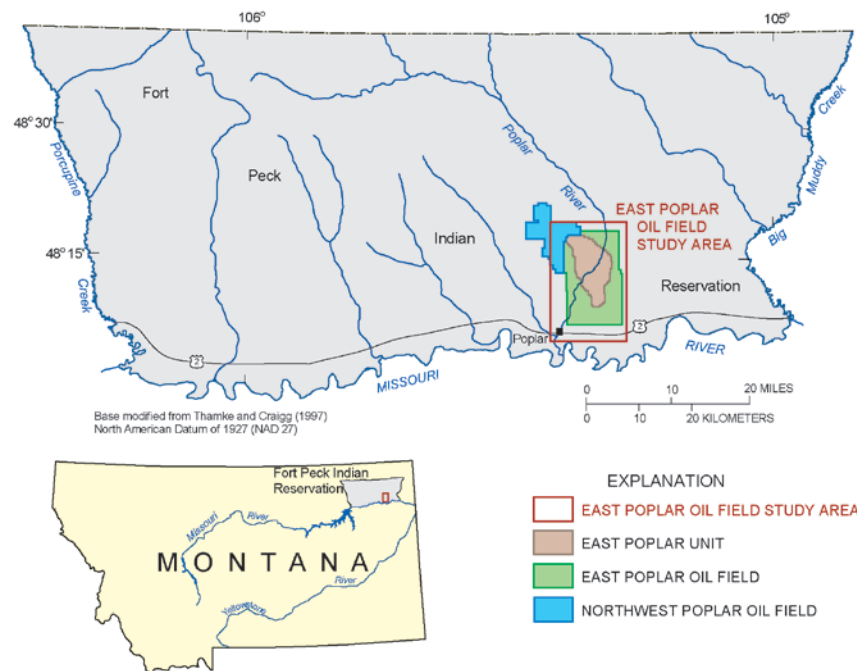 106°
105°
Fort
48° 30'
Porcupine
Creek
Peck
Poplar
River
Indian
Muddy
Creek
Big
EAST POPLAR
OIL FIELD
STUDY AREA
48° 15'
Reservation
Creek
2
2
Poplar
RIVER
MISSOURI
0 10 20 MILES
0 10 20 KILOMETERS
Base modified from Thamke and Craigg (1997)
North American Datum of 1927 (NAD 27)
Fort Peck Indian
Reservation
Missouri
River
MONTANA
River
Yellowstone
EXPLANATION
EAST POPLAR OIL FIELD STUDY AREA
EAST POPLAR UNIT
EAST POPLAR OIL FIELD
NORTHWEST POPLAR OIL FIELD